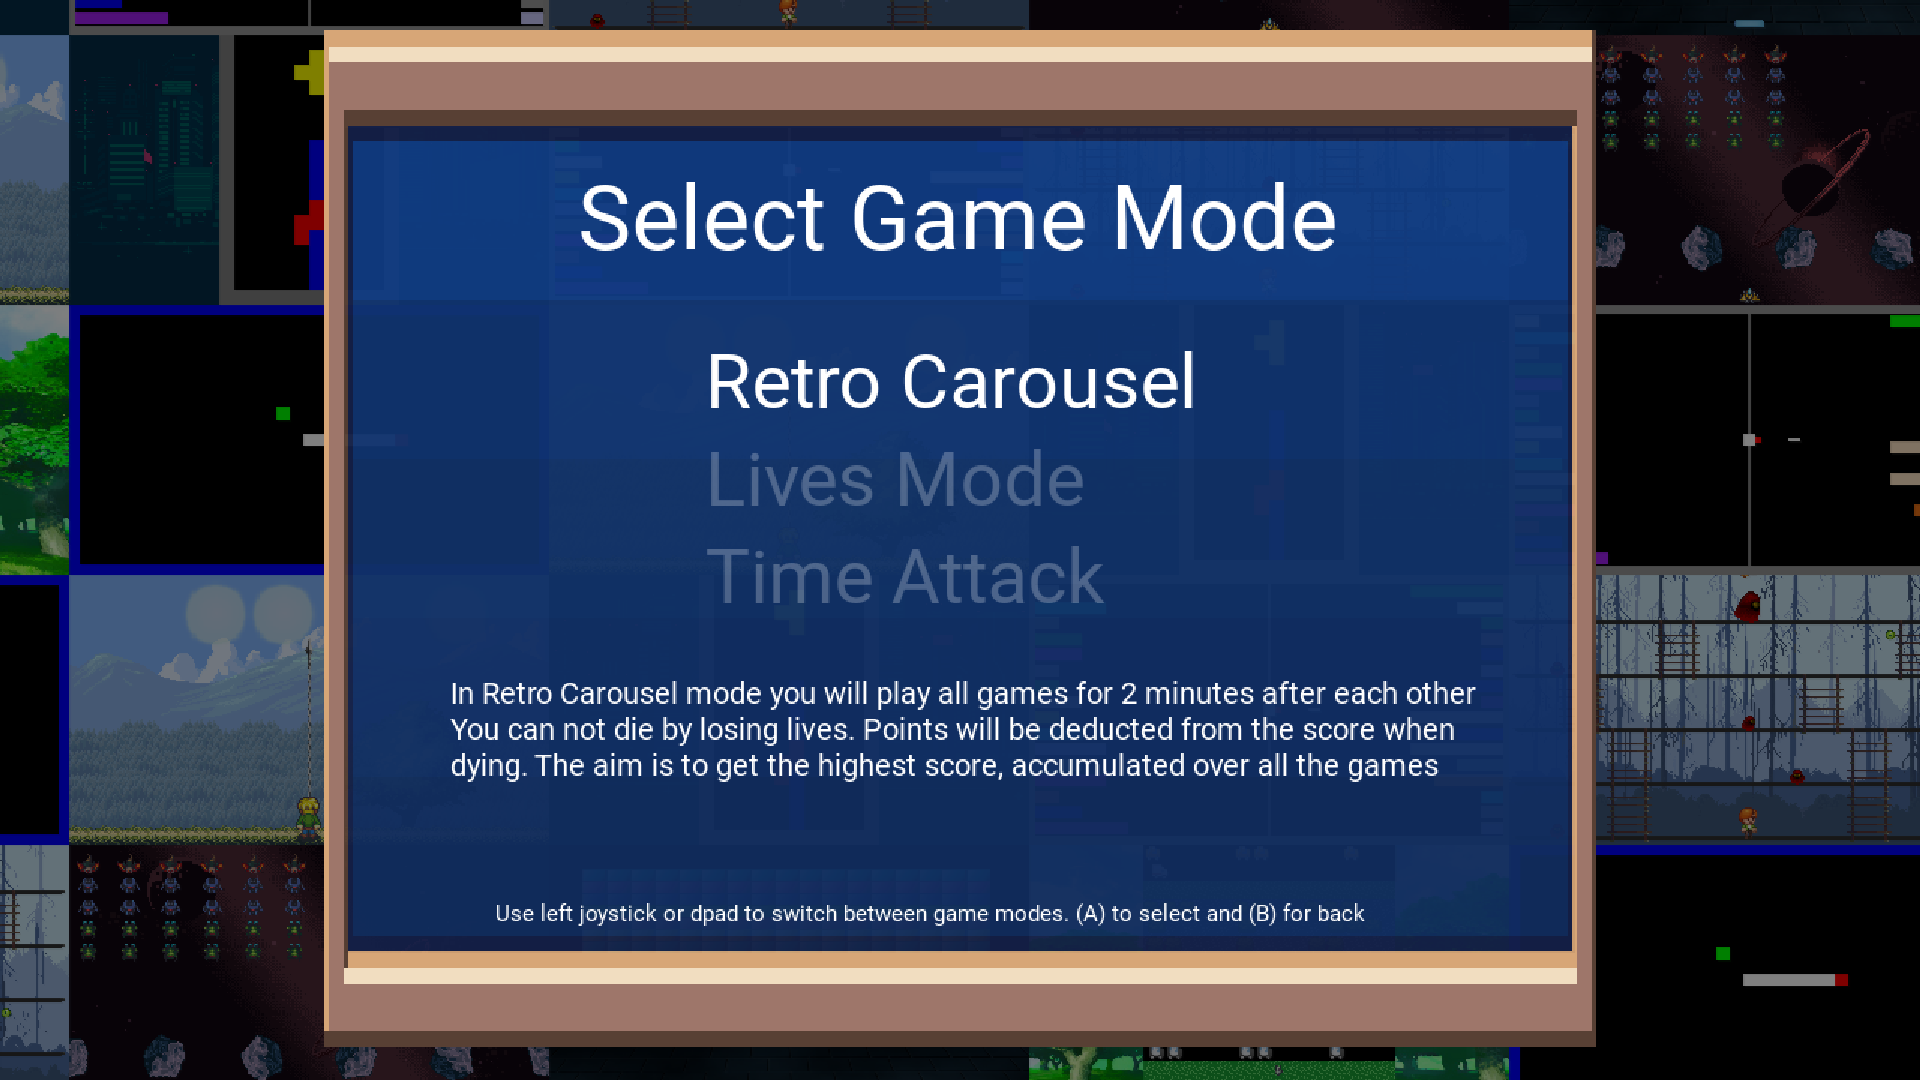 Select Game Mode
Retro Carousel
Lives Mode
Time Attack
In Retro Carousel mode you will play all games for 2 minutes after each other
You can not die by losing lives. Points will be deducted from the score when
dying. The aim is to get the highest score, accumulated over all the games
Use left joystick or dpad to switch between game modes. (A) to select and (B) for back